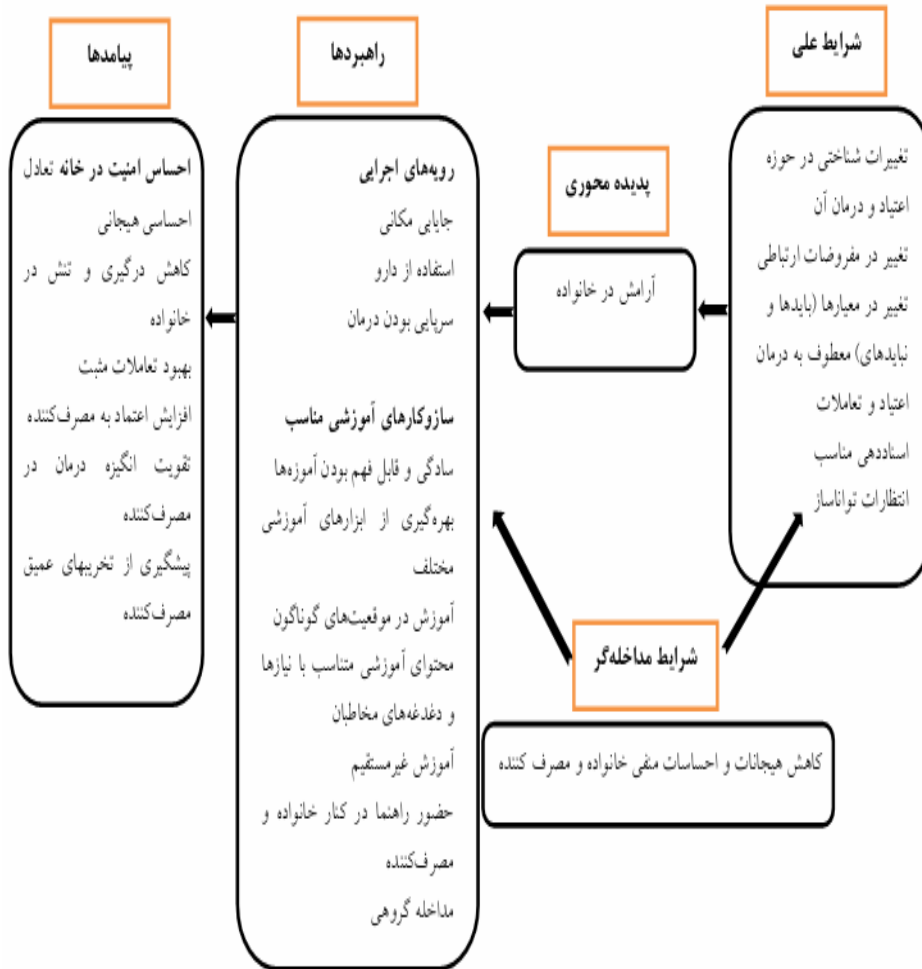 شرایط علی
تغییرات شناختی در حوزه
اعتیاد و درمان آن
تغییر در مفروضات ارتباطی
تغییر در معیارها (بایدها و
نبایدهای) معطوف به درمان
اعتیاد و تعاملات
اسناددهی مناسب
انتظارات تواناساز
پدیده محوری
آرامش در خانواده
شرایط مداخله‌گر
کاهش هیجانات و احساسات منفی خانواده و مصرف کننده
راهبردها
رویه‌های اجرایی
جایابی مکانی
استفاده از دارو
سرپایی بودن درمان
سازوکارهای آموزشی مناسب
سادگی و قابل فهم بودن آموزه‌ها
بهره‌گیری از ابزارهای آموزشی
مختلف
آموزش در موقعیت‌های گوناگون
محتوای آموزشی متناسب با نیازها
و دغدغه‌های مخاطبان
آموزش غیرمستقیم
حضور راهنما در کنار خانواده و
مصرف‌کننده
مداخله گروهی
پیامدها
احساس امنیت در خانه تعادل
احساسی هیجانی
کاهش درگیری و تنش در
خانواده
بهبود تعاملات مثبت
افزایش اعتماد به مصرف‌کننده
تقویت انگیزه درمان در
مصرف‌کننده
پیشگیری از تخریبهای عمیق
مصرف‌کننده